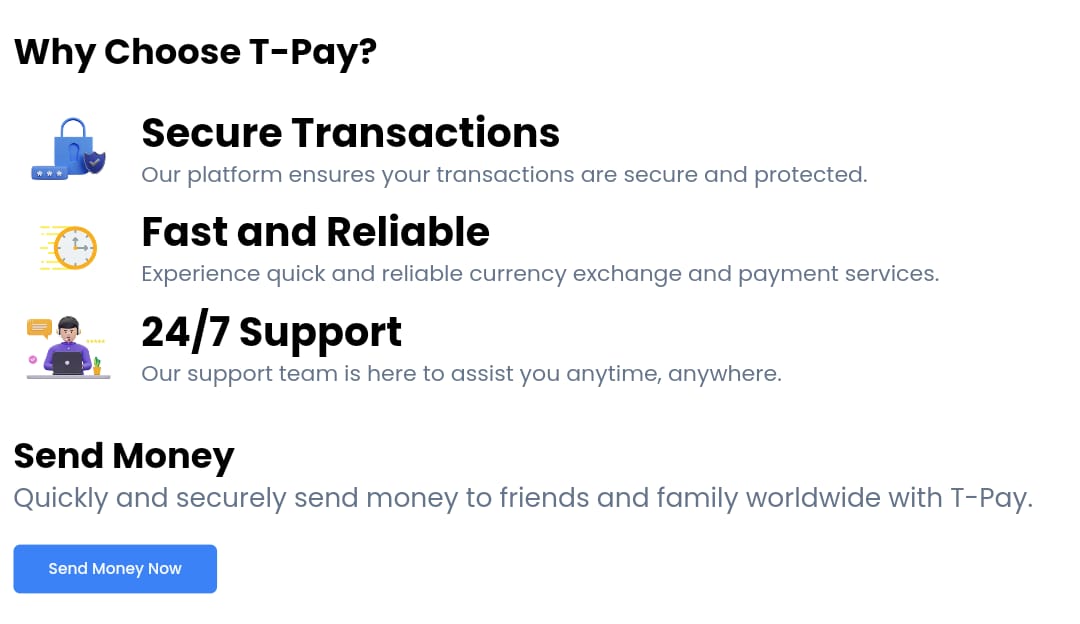 Why Choose T-Pay?
Secure Transactions
Our platform ensures your transactions are secure and protected.
Fast and Reliable
Experience quick and reliable currency exchange and payment services.
24/7 Support
Our support team is here to assist you anytime, anywhere.
Send Money
Quickly and securely send money to friends and family worldwide with T-Pay.
Send Money Now